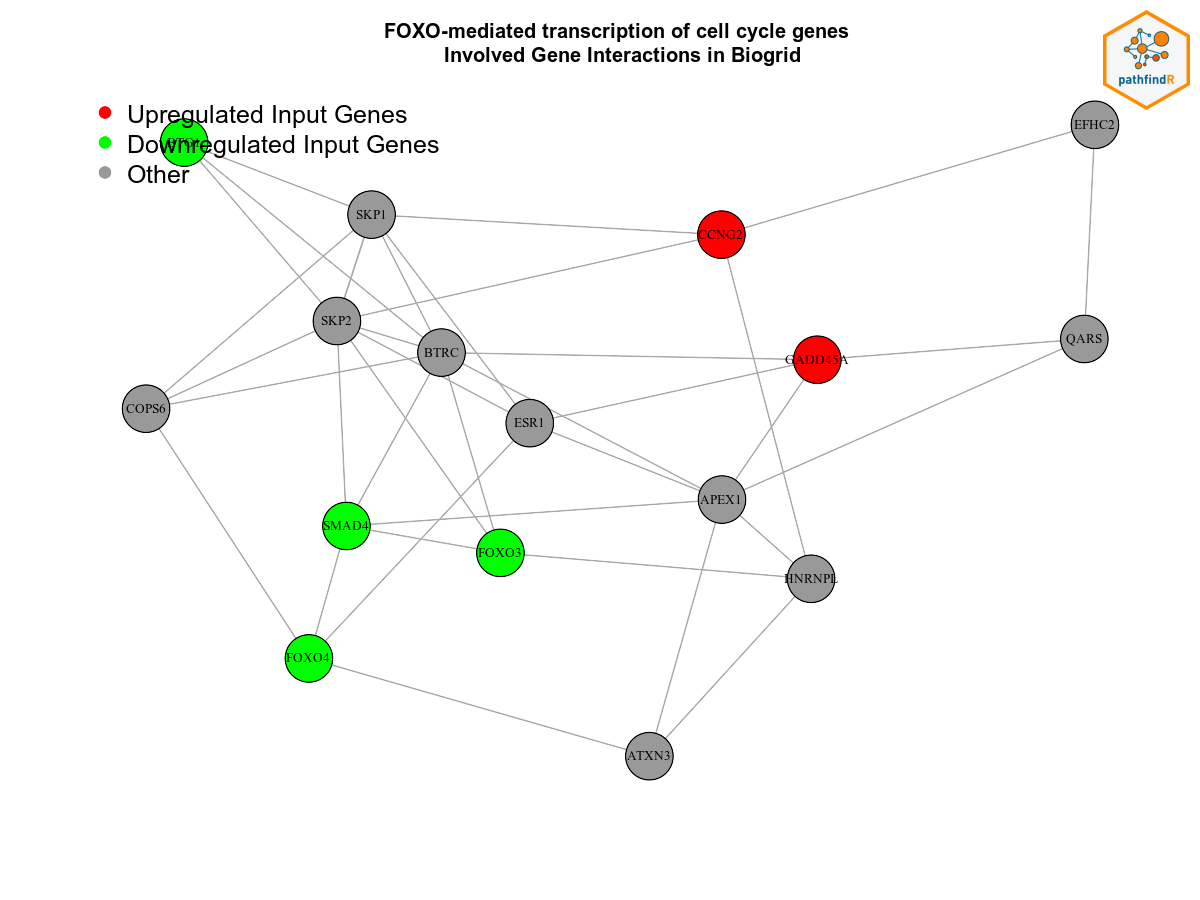 FOXO-mediated transcription of cell cycle genes
Involved Gene Interactions in Biogrid
pathfindR
Upregulated Input Genes
Downregulated Input Genes
Other
EFHC2
SKP1
CCNG2
SKP2
BTRC
GADD45A
QARS
COPS6
ESR1
APEX1
SMAD4
FOXO3
HNRNPL
FOXO4
ATXN3